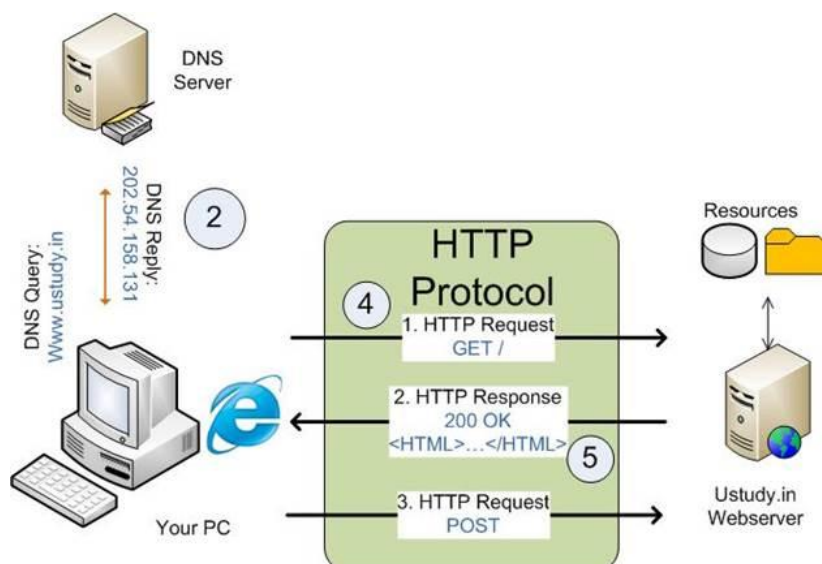 DNS
Server
DNS Query:
Www.ustudy.in
DNS Reply:
202.54.158.131
2
HTTP
Protocol
4
1. HTTP Request
GET /
2. HTTP Response
200 OK
<HTML>...</HTML>
5
3. HTTP Request
POST
Your PC
Resources
Ustudy.in
Webserver